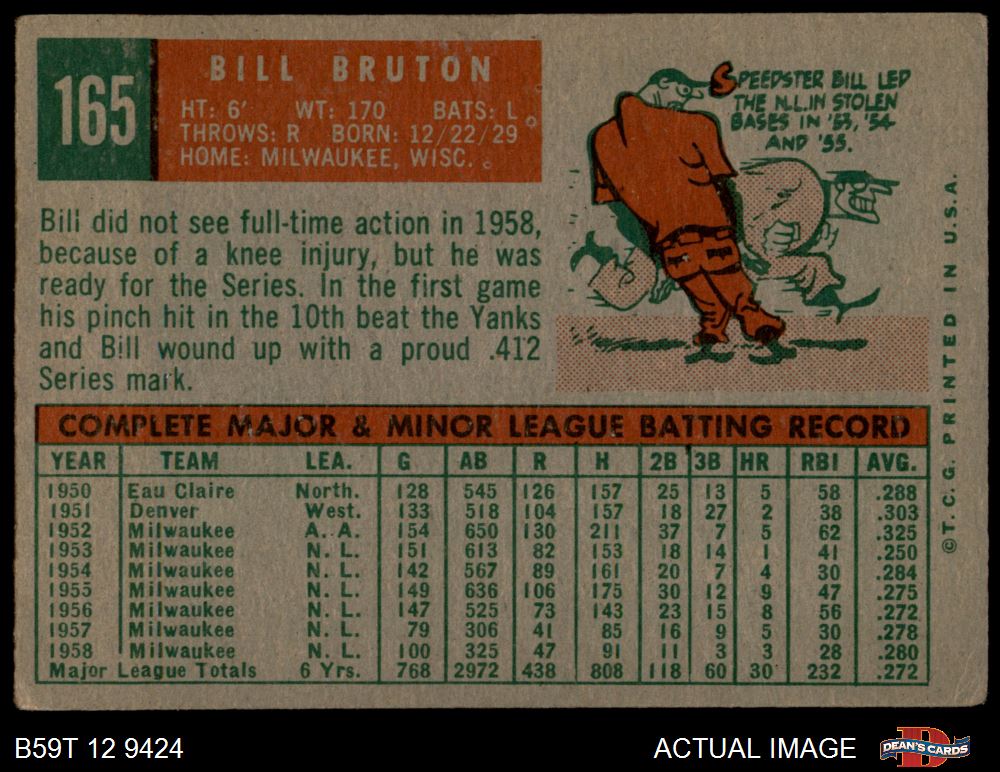 165
BILL BRUTON
HT: 6' WT: 170 BATS: L
THROWS: R BORN: 12/22/29
HOME: MILWAUKEE, WISC.
SPEEDSTER BILL LED
THE N.L. IN STOLEN
BASES IN '53, '54
AND '55.
Bill did not see full-time action in 1958,
because of a knee injury, but he was
ready for the Series. In the first game
his pinch hit in the 10th beat the Yanks
and Bill wound up with a proud .412
Series mark.
COMPLETE MAJOR & MINOR LEAGUE BATTING RECORD
YEAR TEAM LEA. G AB R H 2B 3B HR RBI AVG.
1950 Eau Claire North. 128 545 126 157 25 13 5 58 .288
1951 Denver West. 133 518 104 157 18 27 2 38 .303
1952 Milwaukee A. A. 154 650 130 211 37 7 5 62 .325
1953 Milwaukee N. L. 151 613 82 153 18 14 1 41 .250
1954 Milwaukee N. L. 142 567 89 161 20 7 4 30 .284
1955 Milwaukee N. L. 149 636 106 175 30 12 9 47 .275
1956 Milwaukee N. L. 147 525 73 143 23 15 8 56 .272
1957 Milwaukee N. L. 79 306 41 85 16 9 5 30 .278
1958 Milwaukee N. L. 100 325 47 91 11 3 3 28 .280
Major League Totals 6 Yrs. 768 2972 438 808 118 60 30 232 .272
©T. C. G. PRINTED IN U.S.A.
B59T 12 9424
ACTUAL IMAGE
D
DEAN'S CARDS